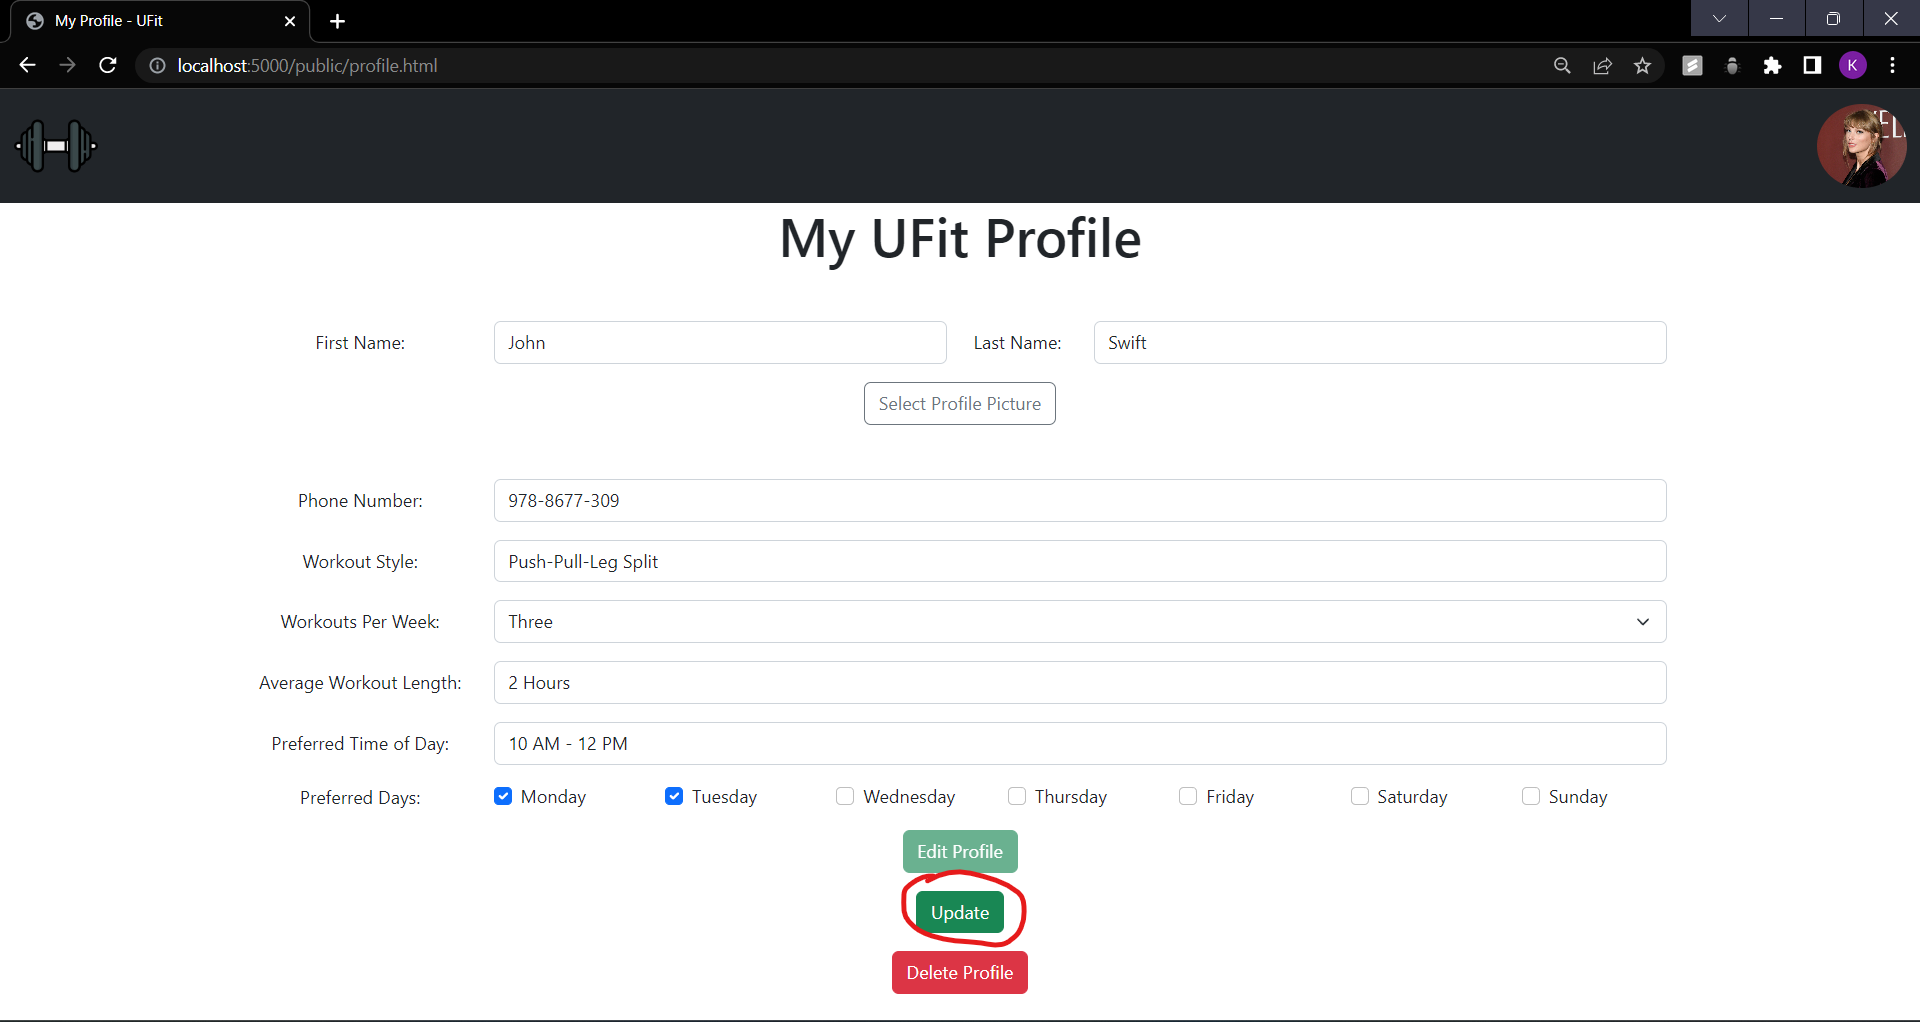 My Profile - UFit
localhost:5000/public/profile.html
K
My UFit Profile
First Name: John Last Name: Swift
Select Profile Picture
Phone Number: 978-8677-309
Workout Style: Push-Pull-Leg Split
Workouts Per Week: Three
Average Workout Length: 2 Hours
Preferred Time of Day: 10 AM - 12 PM
Preferred Days: Monday Tuesday Wednesday Thursday Friday Saturday Sunday
Edit Profile
Update
Delete Profile